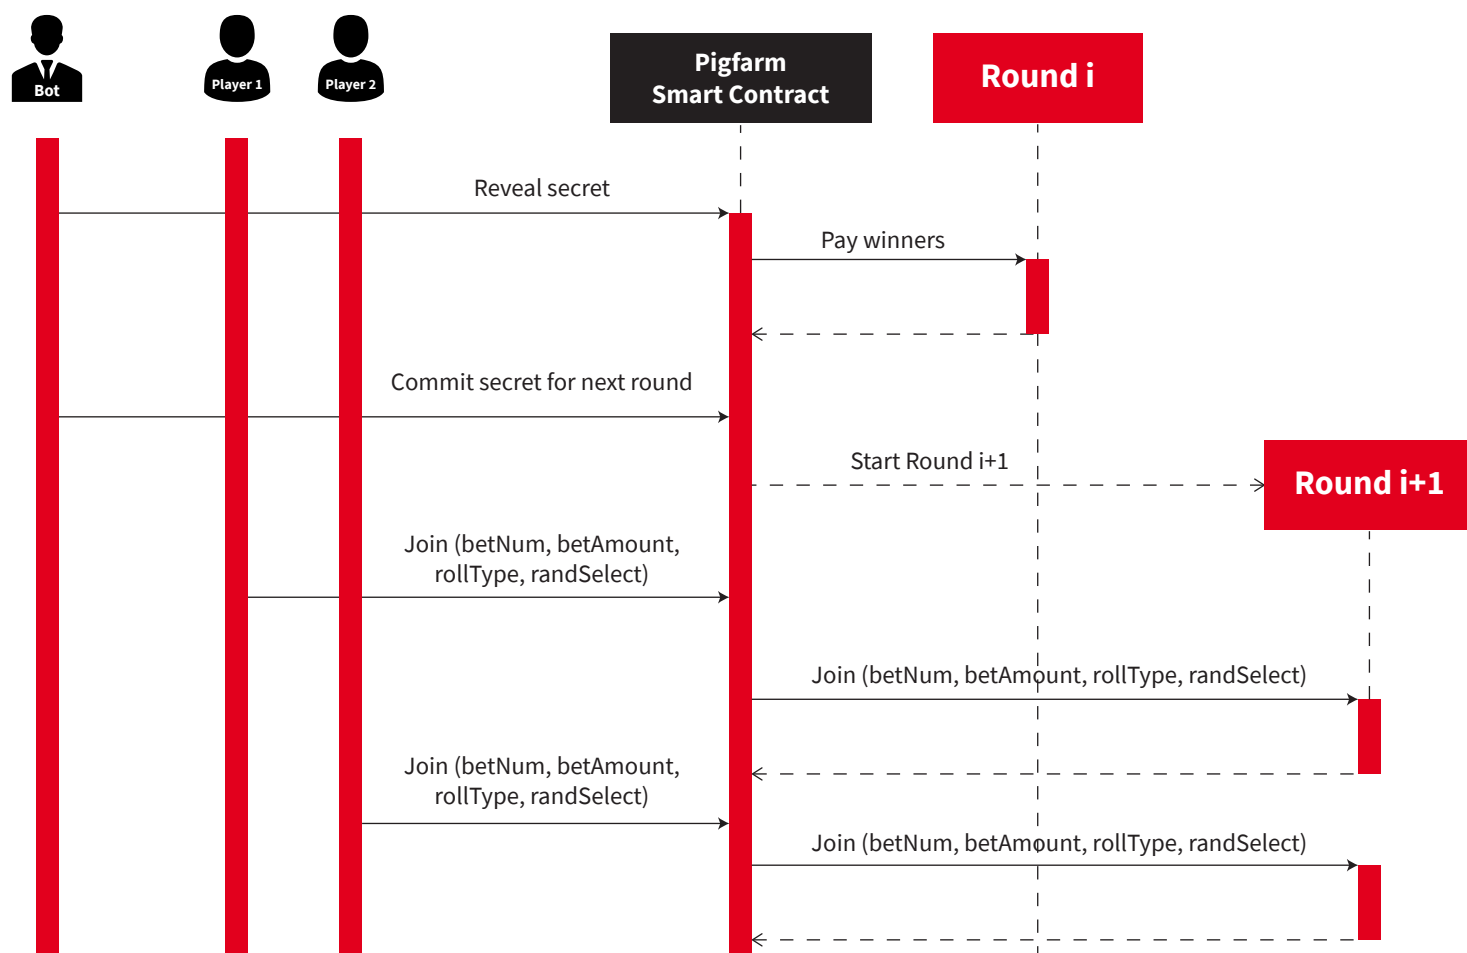 Bot
Player 1
Player 2
Pigfarm
Smart Contract
Round i
Reveal secret
Pay winners
Commit secret for next round
Start Round i+1
Round i+1
Join (betNum, betAmount,
rollType, randSelect)
Join (betNum, betAmount, rollType, randSelect)
Join (betNum, betAmount,
rollType, randSelect)
Join (betNum, betAmount, rollType, randSelect)